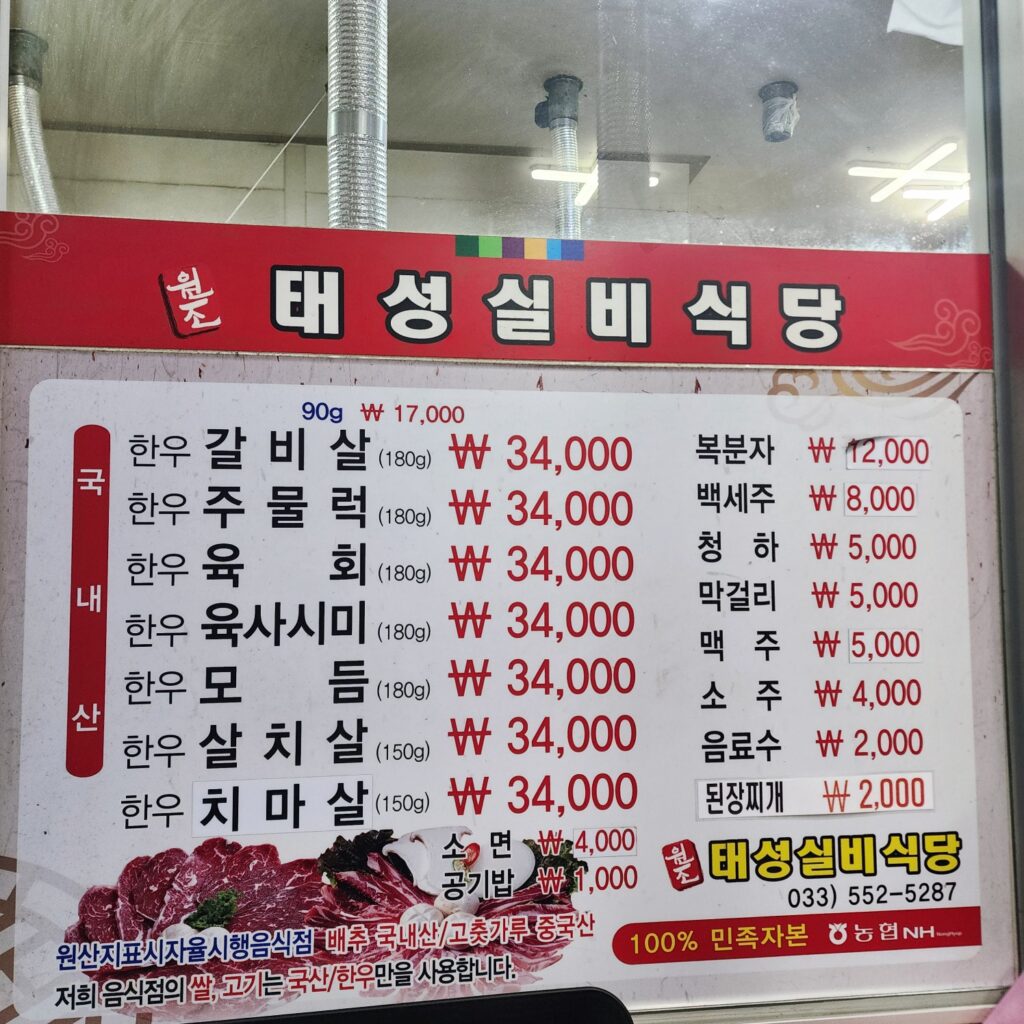 원조 태성실비식당
90g ₩ 17,000
국내산
한우 갈비살 (180g) ₩ 34,000
한우 주물럭 (180g) ₩ 34,000
한우 육회 (180g) ₩ 34,000
한우 육사시미 (180g) ₩ 34,000
한우 모듬 (180g) ₩ 34,000
한우 살치살 (150g) ₩ 34,000
한우 치마살 (150g) ₩ 34,000
소면 ₩ 4,000
공기밥 ₩ 1,000
복분자 ₩ 12,000
백세주 ₩ 8,000
청하 ₩ 5,000
막걸리 ₩ 5,000
맥주 ₩ 5,000
소주 ₩ 4,000
음료수 ₩ 2,000
된장찌개 ₩ 2,000
원조 태성실비식당
033) 552-5287
100% 민족자본 농협 NH
원산지표시자율시행음식점 배추 국내산/고춧가루 중국산
저희 음식점의 쌀, 고기는 국산/한우만을 사용합니다.